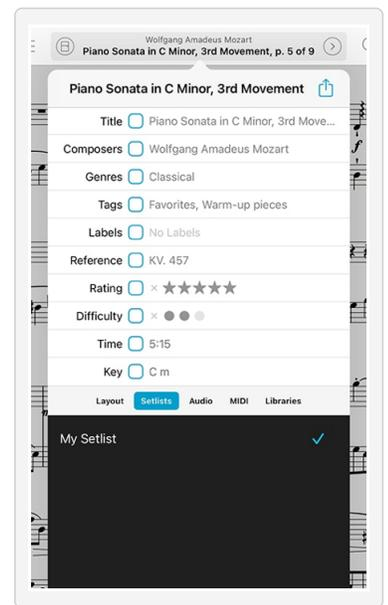 Wolfgang Amadeus Mozart
Piano Sonata in C Minor, 3rd Movement, p. 5 of 9
Piano Sonata in C Minor, 3rd Movement
Title Piano Sonata in C Minor, 3rd Move...
Composers Wolfgang Amadeus Mozart
Genres Classical
Tags Favorites, Warm-up pieces
Labels No Labels
Reference KV. 457
Rating × ★★★★★
Difficulty × ●●●
Time 5:15
Key C m
Layout Setlists Audio MIDI Libraries
My Setlist ✓
f